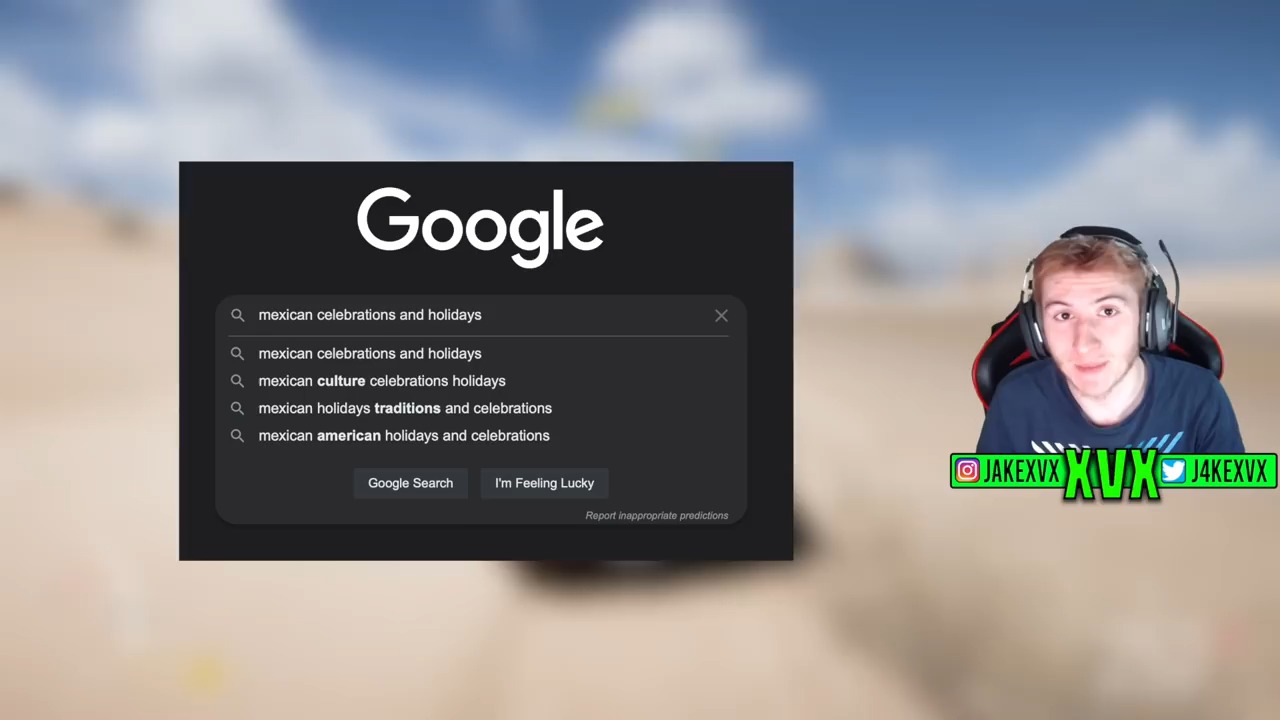 Google
mexican celebrations and holidays
mexican celebrations and holidays
mexican culture celebrations holidays
mexican holidays traditions and celebrations
mexican american holidays and celebrations
Google Search
I'm Feeling Lucky
Report inappropriate predictions
JAKEXVX XVX J4KEXVX